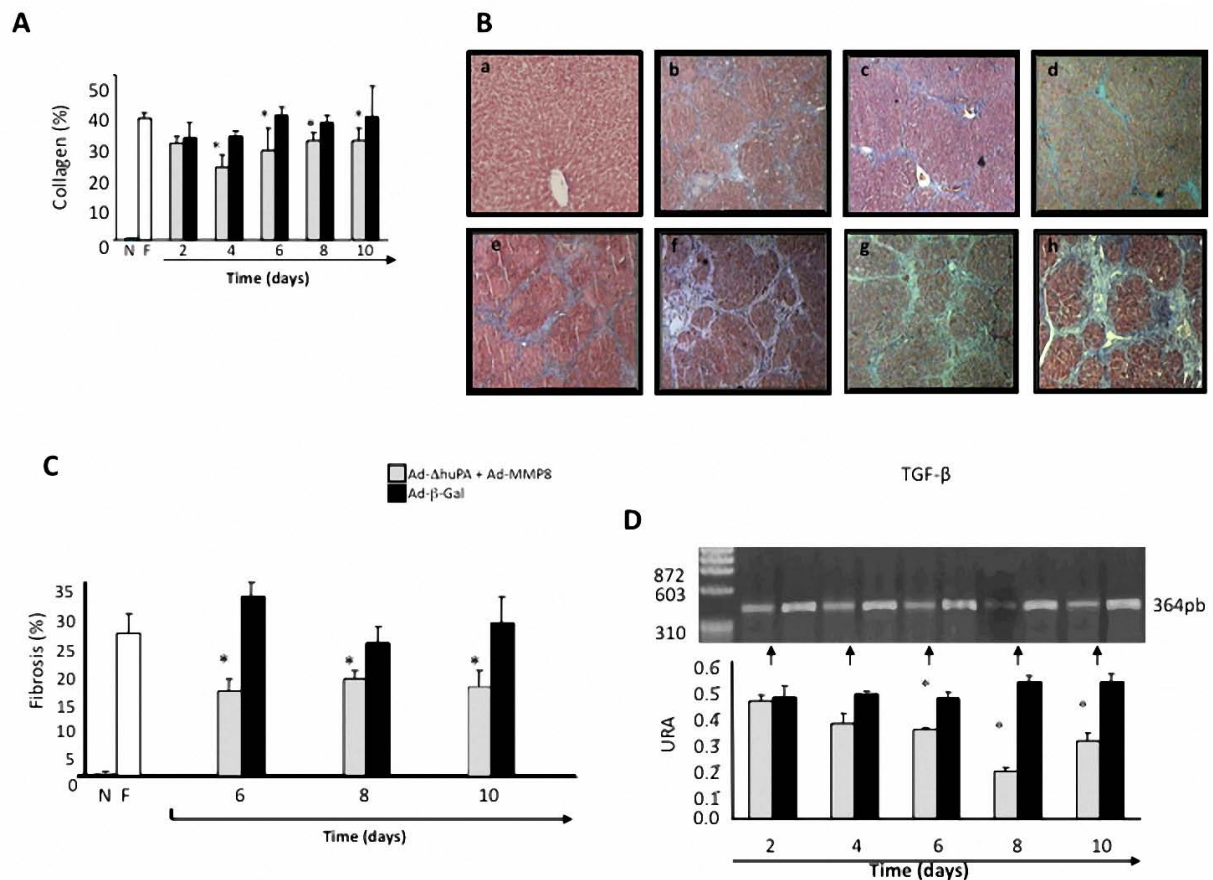 A
Collagen (%)
50
40
30
20
10
0
*
*
*
*
N F 2 4 6 8 10
Time (days)
B
a
b
c
d
e
f
g
h
C
Ad-ΔhuPA + Ad-MMP8
Ad-β-Gal
Fibrosis (%)
35
30
25
20
15
10
5
0
*
*
*
N F 6 8 10
Time (days)
TGF-β
D
872
603
310
364pb
URA
0.6
0.5
0.4
0.3
0.2
0.1
0.0
*
*
*
2 4 6 8 10
Time (days)